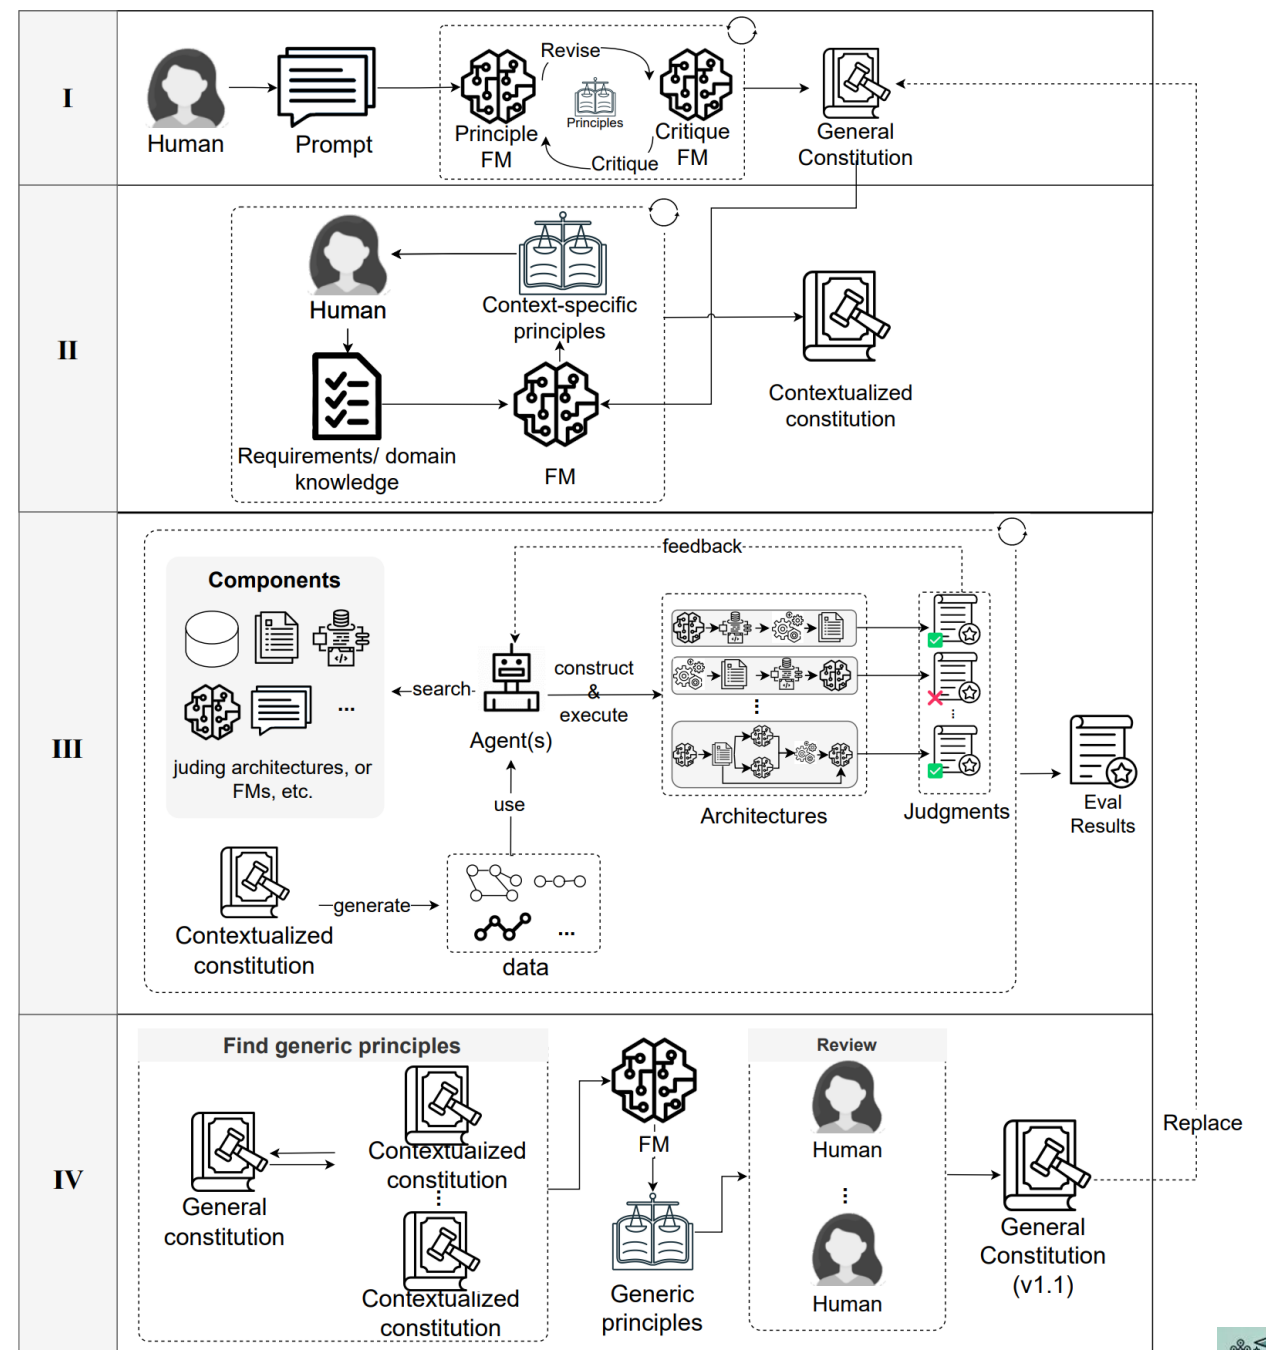 I
Human
Prompt
Revise
Principles
Critique
Principle
FM
Critique
FM
General
Constitution
II
Human
Context-specific
principles
Requirements/ domain
knowledge
FM
Contextualized
constitution
III
Components
...
juding architectures, or
FMs, etc.
feedback
search
Agent(s)
construct
&
execute
use
Architectures
Judgments
Eval
Results
Contextualized
constitution
generate
...
data
IV
Find generic principles
General
constitution
Contextualized
constitution
Contextualized
constitution
FM
Generic
principles
Review
Human
Human
General
Constitution
(v1.1)
Replace